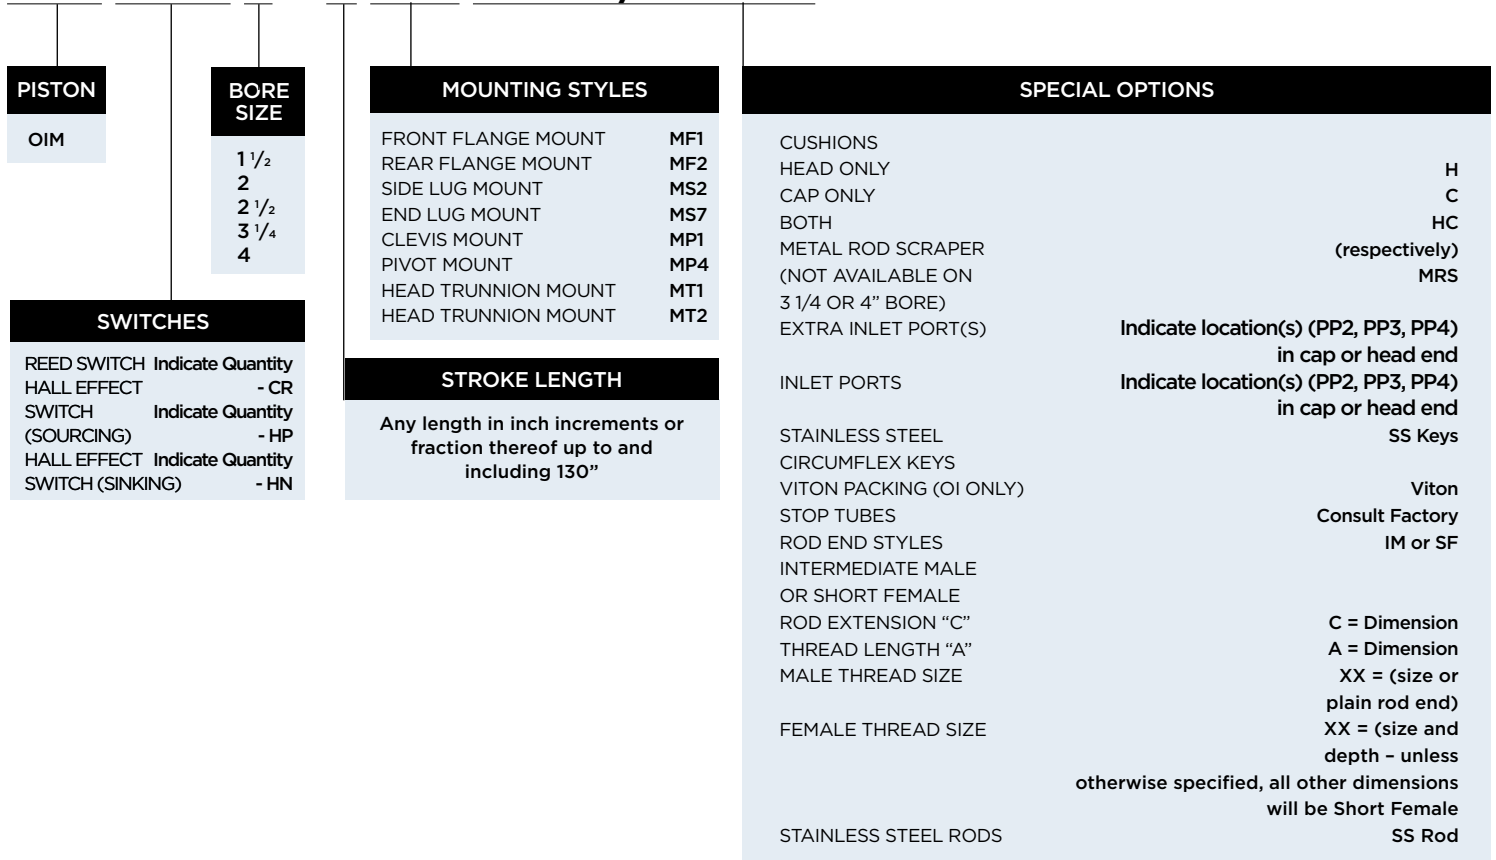 PISTON
OIM
BORE
SIZE
1 1/2
2
2 1/2
3 1/4
4
SWITCHES
REED SWITCH Indicate Quantity
HALL EFFECT - CR
SWITCH Indicate Quantity
(SOURCING) - HP
HALL EFFECT Indicate Quantity
SWITCH (SINKING) - HN
MOUNTING STYLES
FRONT FLANGE MOUNT MF1
REAR FLANGE MOUNT MF2
SIDE LUG MOUNT MS2
END LUG MOUNT MS7
CLEVIS MOUNT MP1
PIVOT MOUNT MP4
HEAD TRUNNION MOUNT MT1
HEAD TRUNNION MOUNT MT2
STROKE LENGTH
Any length in inch increments or
fraction thereof up to and
including 130”
SPECIAL OPTIONS
CUSHIONS
HEAD ONLY H
CAP ONLY C
BOTH HC
METAL ROD SCRAPER (respectively)
(NOT AVAILABLE ON MRS
3 1/4 OR 4” BORE)
EXTRA INLET PORT(S) Indicate location(s) (PP2, PP3, PP4)
in cap or head end
INLET PORTS Indicate location(s) (PP2, PP3, PP4)
in cap or head end
STAINLESS STEEL SS Keys
CIRCUMFLEX KEYS
VITON PACKING (OI ONLY) Viton
STOP TUBES Consult Factory
ROD END STYLES IM or SF
INTERMEDIATE MALE
OR SHORT FEMALE
ROD EXTENSION “C” C = Dimension
THREAD LENGTH “A” A = Dimension
MALE THREAD SIZE XX = (size or
plain rod end)
FEMALE THREAD SIZE XX = (size and
depth – unless
otherwise specified, all other dimensions
will be Short Female
STAINLESS STEEL RODS SS Rod